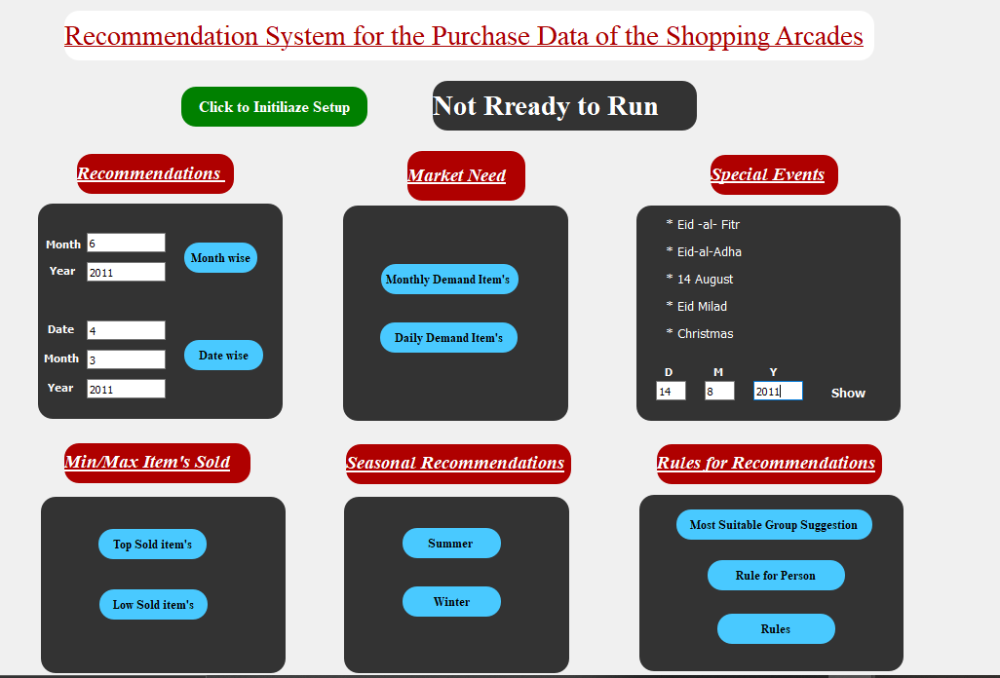 Recommendation System for the Purchase Data of the Shopping Arcades
Click to Initiliaze Setup
Not Rready to Run
Recommendations
Month 6
Year 2011
Month wise
Date 4
Month 3
Year 2011
Date wise
Market Need
Monthly Demand Item's
Daily Demand Item's
Special Events
* Eid -al- Fitr
* Eid-al-Adha
* 14 August
* Eid Milad
* Christmas
D M Y
14 8 2011 Show
Min/Max Item's Sold
Top Sold item's
Low Sold item's
Seasonal Recommendations
Summer
Winter
Rules for Recommendations
Most Suitable Group Suggestion
Rule for Person
Rules